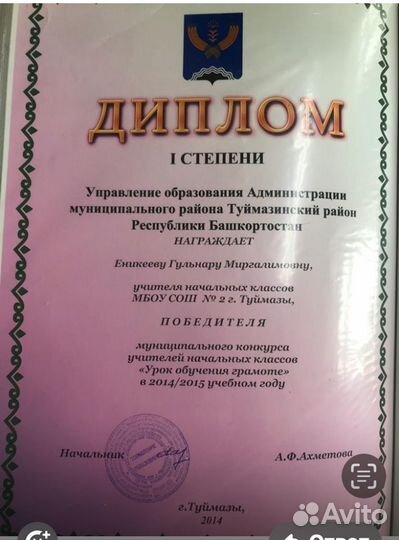 ДИПЛОМ
I СТЕПЕНИ
Управление образования Администрации
муниципального района Туймазинский район
Республики Башкортостан
НАГРАЖДАЕТ
Еникееву Гульнару Миргалимовну,
учителя начальных классов
МБОУ СОШ № 2 г. Туймазы,
ПОБЕДИТЕЛЯ
муниципального конкурса
учителей начальных классов
«Урок обучения грамоте»
в 2014/2015 учебном году
Начальник А.Ф.Ахметова
г.Туймазы,
2014
Avito
Ответ